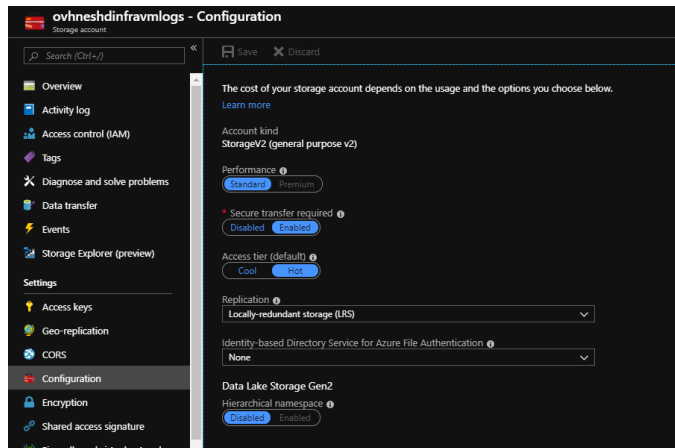 ovhneshdinfravmlogs - Configuration
Storage account
Search (Ctrl+/)
«
Overview
Activity log
Access control (IAM)
Tags
Diagnose and solve problems
Data transfer
Events
Storage Explorer (preview)
Settings
Access keys
Geo-replication
CORS
Configuration
Encryption
Shared access signature
Save
Discard
The cost of your storage account depends on the usage and the options you choose below.
Learn more
Account kind
StorageV2 (general purpose v2)
Performance
Standard Premium
* Secure transfer required
Disabled Enabled
Access tier (default)
Cool Hot
Replication
Locally-redundant storage (LRS)
Identity-based Directory Service for Azure File Authentication
None
Data Lake Storage Gen2
Hierarchical namespace
Disabled Enabled